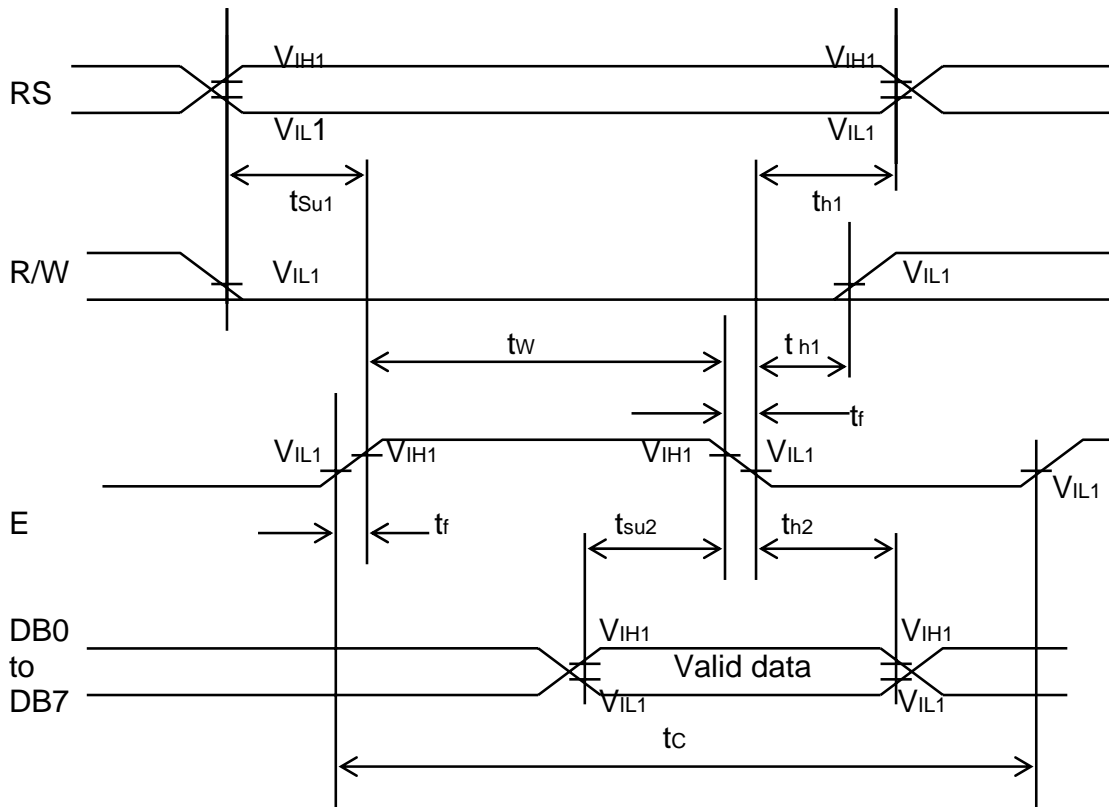 VIH1 VIH1
RS
VIL1 VIL1
tSu1 th1
R/W VIL1 VIL1
tW th1
tf
VIL1 VIH1 VIH1 VIL1
VIL1
E tf tsu2 th2
DB0 VIH1 VIH1
to Valid data
DB7 VIL1 VIL1
tC